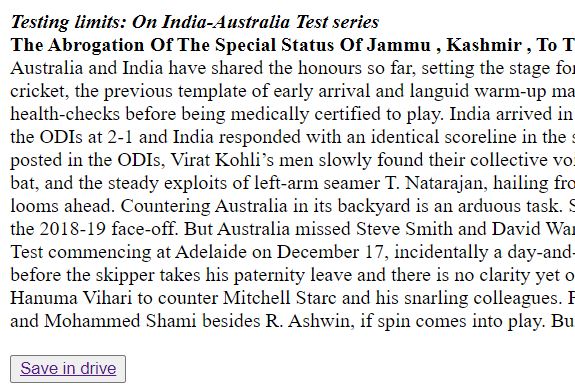 Testing limits: On India-Australia Test series
The Abrogation Of The Special Status Of Jammu , Kashmir , To T
Australia and India have shared the honours so far, setting the stage for
cricket, the previous template of early arrival and languid warm-up ma
health-checks before being medically certified to play. India arrived in
the ODIs at 2-1 and India responded with an identical scoreline in the s
posted in the ODIs, Virat Kohli’s men slowly found their collective vo
bat, and the steady exploits of left-arm seamer T. Natarajan, hailing fro
looms ahead. Countering Australia in its backyard is an arduous task. S
the 2018-19 face-off. But Australia missed Steve Smith and David War
Test commencing at Adelaide on December 17, incidentally a day-and-
before the skipper takes his paternity leave and there is no clarity yet o
Hanuma Vihari to counter Mitchell Starc and his snarling colleagues. F
and Mohammed Shami besides R. Ashwin, if spin comes into play. Bu
Save in drive